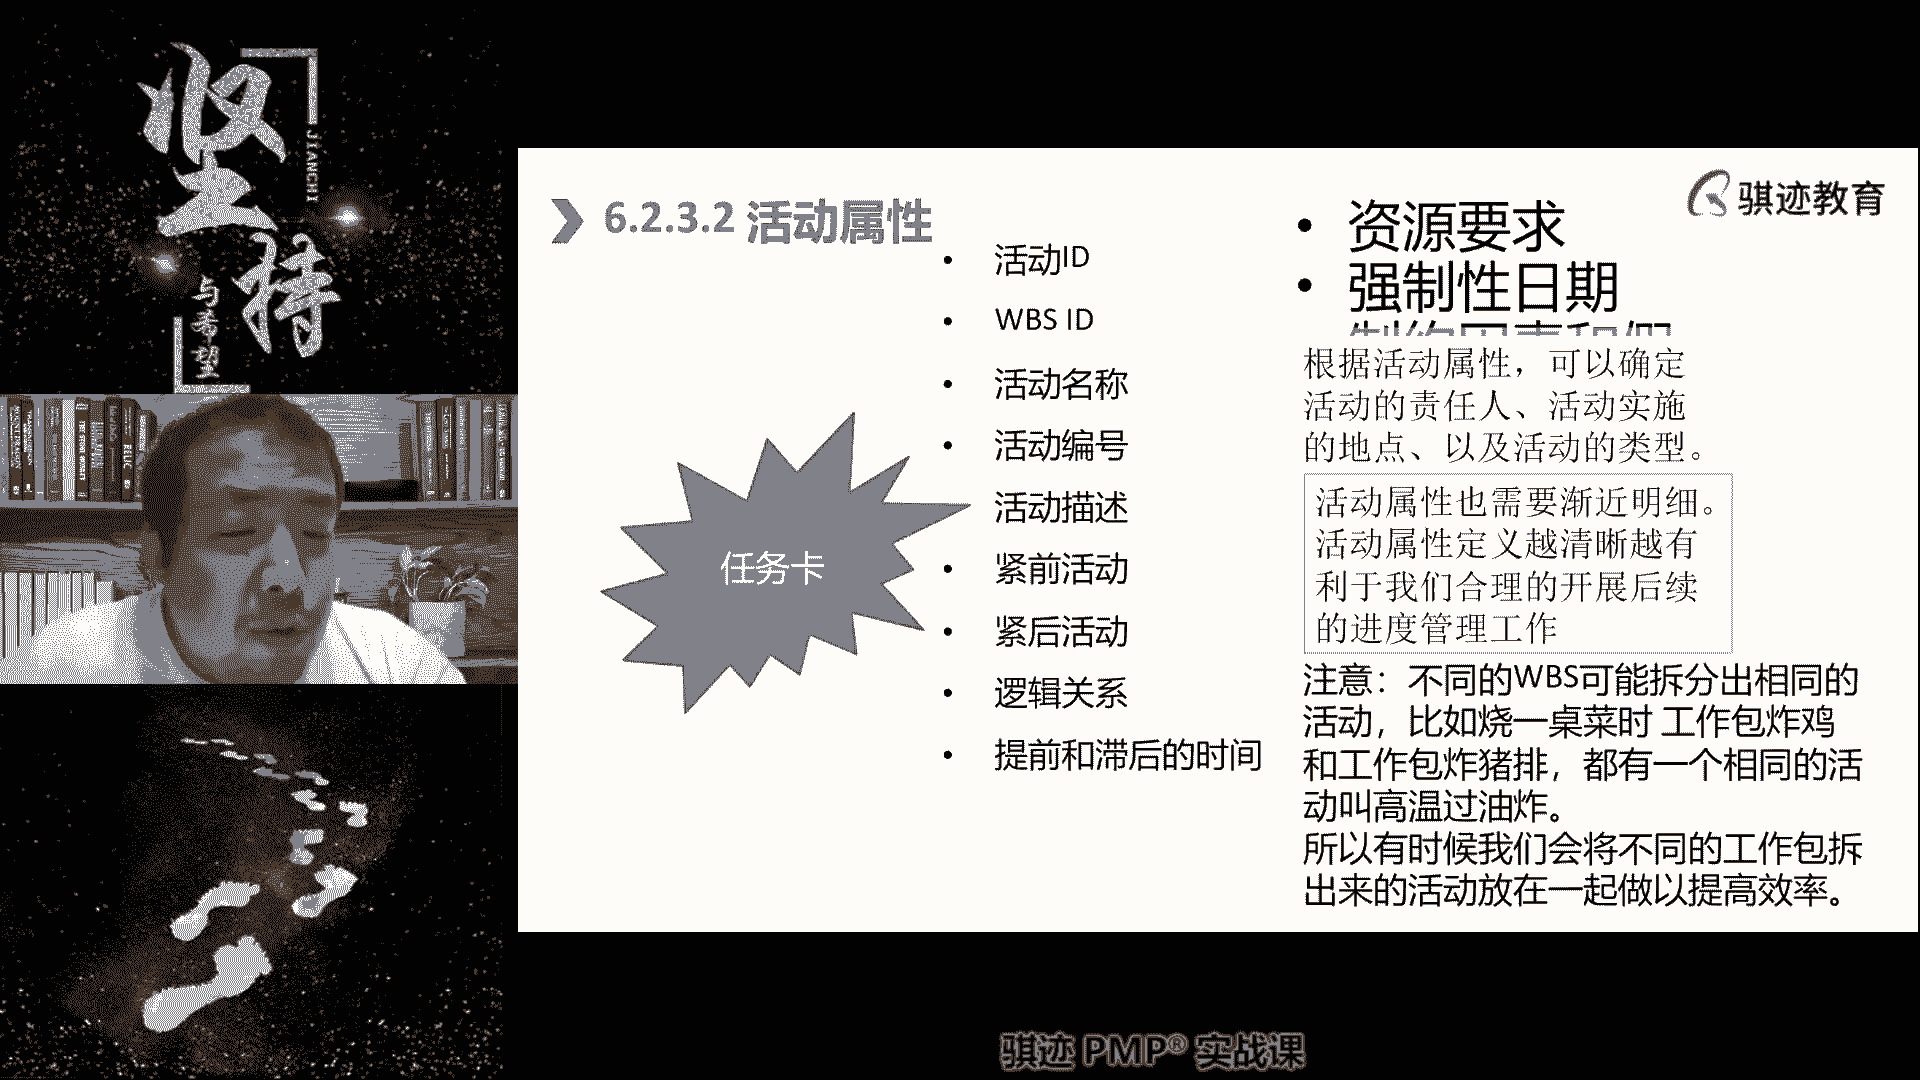 坚持
JIANCHI
与希望
6.2.3.2 活动属性
活动ID
WBS ID
活动名称
活动编号
活动描述
紧前活动
紧后活动
逻辑关系
提前和滞后的时间
任务卡
骐迹教育
资源要求
强制性日期
制约因素和假
根据活动属性，可以确定
活动的责任人、活动实施
的地点、以及活动的类型。
活动属性也需要渐近明细。
活动属性定义越清晰越有
利于我们合理的开展后续
的进度管理工作
注意：不同的WBS可能拆分出相同的
活动，比如烧一桌菜时 工作包炸鸡
和工作包炸猪排，都有一个相同的活
动叫高温过油炸。
所以有时候我们会将不同的工作包拆
出来的活动放在一起做以提高效率。
骐迹 PMP® 实战课